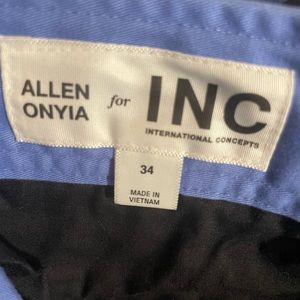 ALLEN ONYIA for INC
INTERNATIONAL CONCEPTS
34
MADE IN
VIETNAM